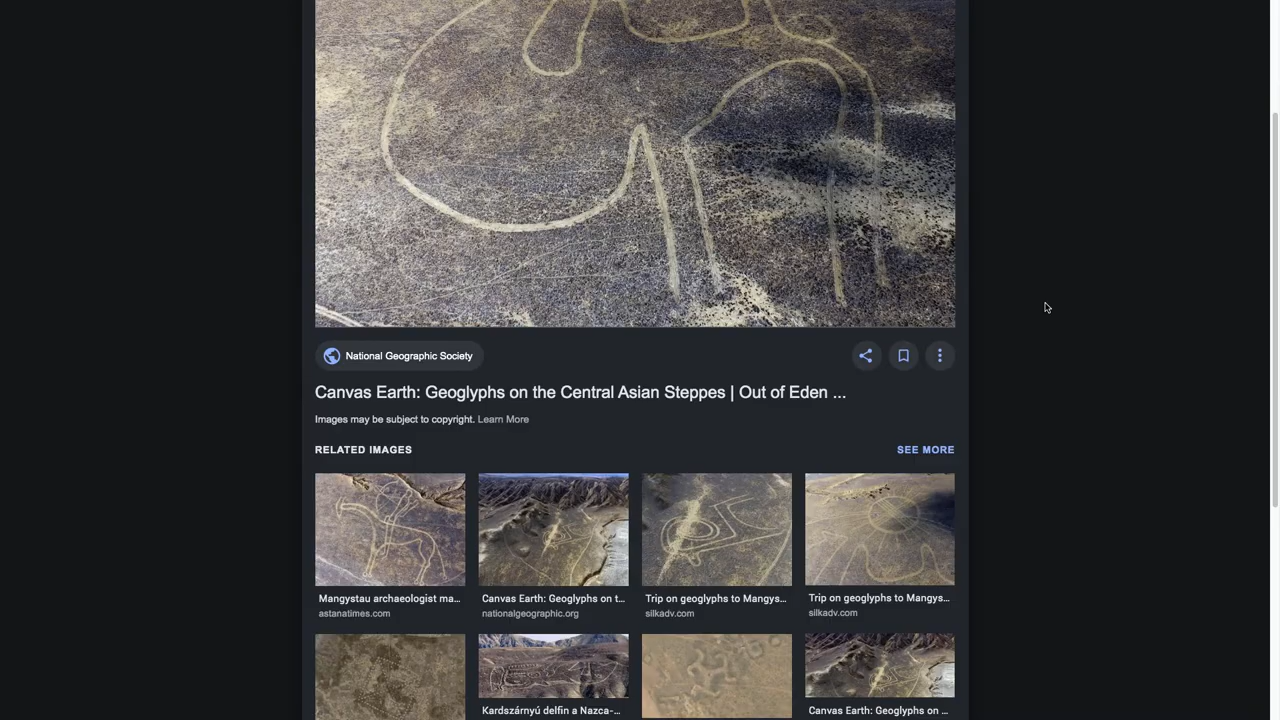 National Geographic Society
Canvas Earth: Geoglyphs on the Central Asian Steppes | Out of Eden ...
Images may be subject to copyright. Learn More
RELATED IMAGES
SEE MORE
Mangystau archaeologist ma...
astanatimes.com
Canvas Earth: Geoglyphs on t...
nationalgeographic.org
Trip on geoglyphs to Mangys...
silkadv.com
Trip on geoglyphs to Mangys...
silkadv.com
Kardszárnyú delfin a Nazca-...
Canvas Earth: Geoglyphs on ...